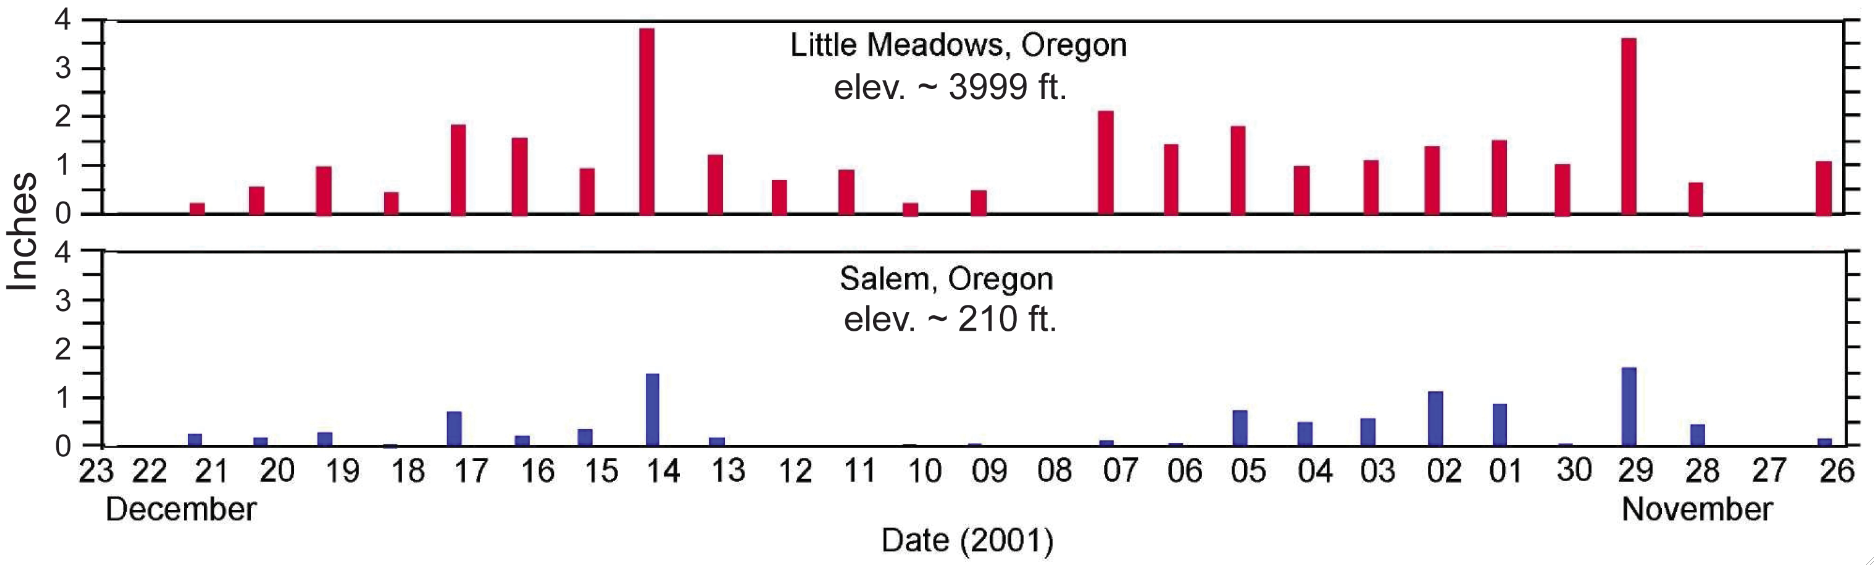 4
3
2
1
0
Little Meadows, Oregon
elev. ~ 3999 ft.
Inches
4
3
2
1
0
Salem, Oregon
elev. ~ 210 ft.
23 22 21 20 19 18 17 16 15 14 13 12 11 10 09 08 07 06 05 04 03 02 01 30 29 28 27 26
December November
Date (2001)